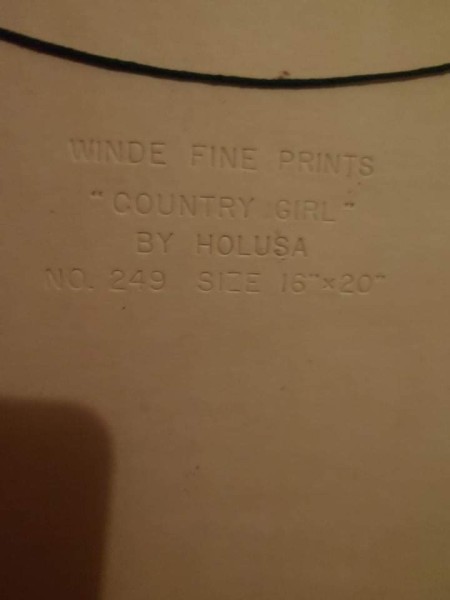 WINDE FINE PRINTS
"COUNTRY GIRL"
BY HOLUSA
NO. 249 SIZE 16"×20"